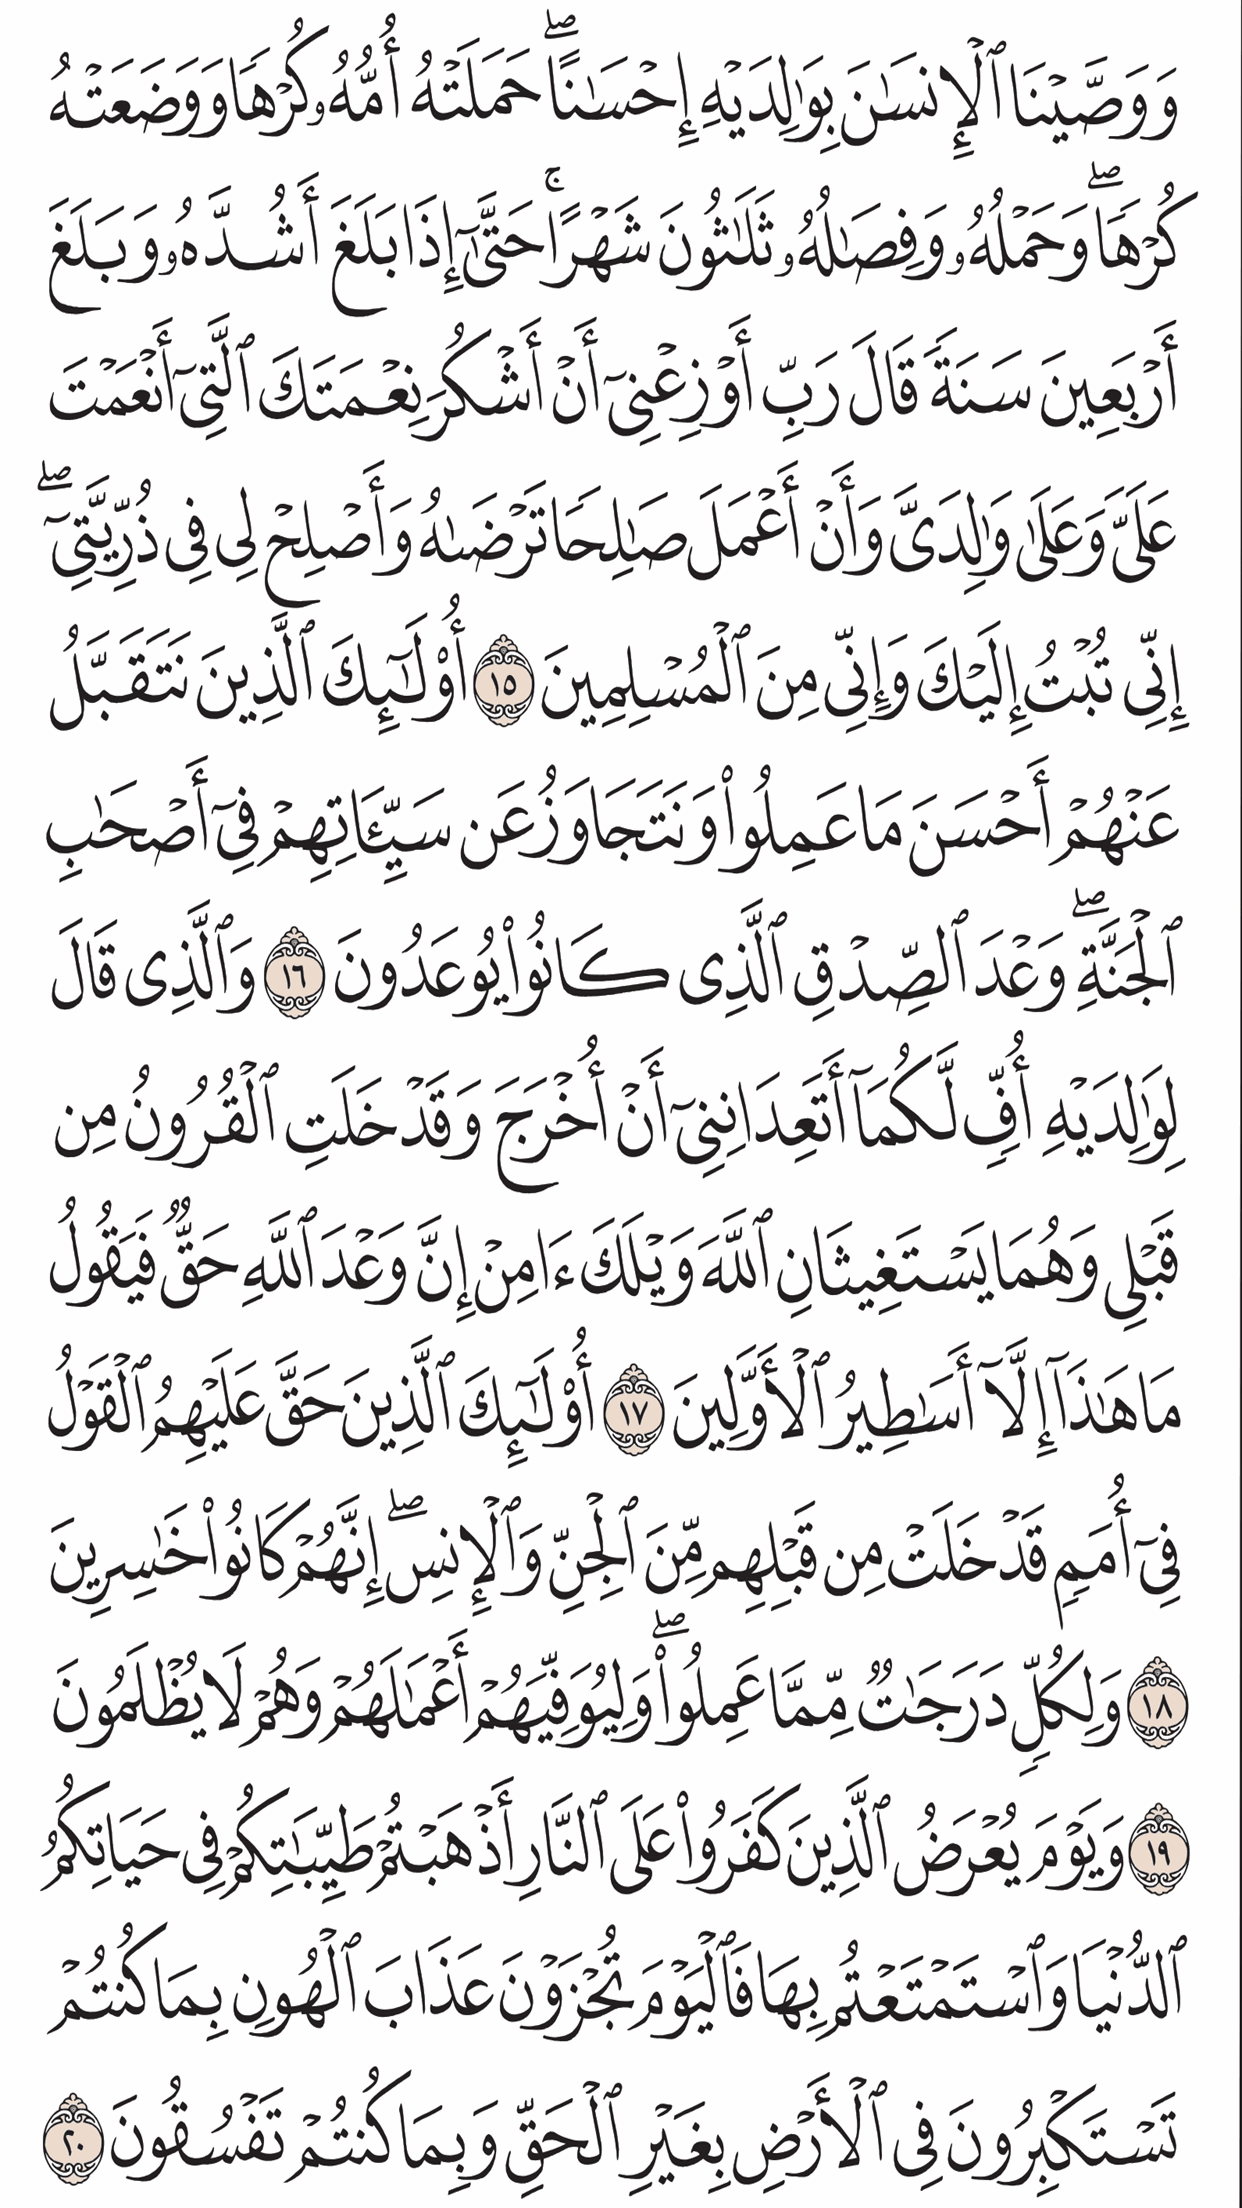 وَوَصَّيْنَا ٱلْإِنسَٰنَ بِوَٰلِدَيْهِ إِحْسَٰنًاۖ حَمَلَتْهُ أُمُّهُۥ كُرْهًا وَوَضَعَتْهُ
كُرْهًاۖ وَحَمْلُهُۥ وَفِصَٰلُهُۥ ثَلَٰثُونَ شَهْرًاۚ حَتَّىٰٓ إِذَا بَلَغَ أَشُدَّهُۥ وَبَلَغَ
أَرْبَعِينَ سَنَةً قَالَ رَبِّ أَوْزِعْنِىٓ أَنْ أَشْكُرَ نِعْمَتَكَ ٱلَّتِىٓ أَنْعَمْتَ
عَلَىَّ وَعَلَىٰ وَٰلِدَىَّ وَأَنْ أَعْمَلَ صَٰلِحًا تَرْضَىٰهُ وَأَصْلِحْ لِى فِى ذُرِّيَّتِىٓۖ
إِنِّى تُبْتُ إِلَيْكَ وَإِنِّى مِنَ ٱلْمُسْلِمِينَ ١٥ أُو۟لَٰٓئِكَ ٱلَّذِينَ نَتَقَبَّلُ
عَنْهُمْ أَحْسَنَ مَا عَمِلُوا۟ وَنَتَجَاوَزُ عَن سَيِّـَٔاتِهِمْ فِىٓ أَصْحَٰبِ
ٱلْجَنَّةِۖ وَعْدَ ٱلصِّدْقِ ٱلَّذِى كَانُوا۟ يُوعَدُونَ ١٦ وَٱلَّذِى قَالَ
لِوَٰلِدَيْهِ أُفٍّ لَّكُمَآ أَتَعِدَانِنِىٓ أَنْ أُخْرَجَ وَقَدْ خَلَتِ ٱلْقُرُونُ مِن
قَبْلِى وَهُمَا يَسْتَغِيثَانِ ٱللَّهَ وَيْلَكَ ءَامِنْ إِنَّ وَعْدَ ٱللَّهِ حَقٌّ فَيَقُولُ
مَا هَٰذَآ إِلَّآ أَسَٰطِيرُ ٱلْأَوَّلِينَ ١٧ أُو۟لَٰٓئِكَ ٱلَّذِينَ حَقَّ عَلَيْهِمُ ٱلْقَوْلُ
فِىٓ أُمَمٍ قَدْ خَلَتْ مِن قَبْلِهِم مِّنَ ٱلْجِنِّ وَٱلْإِنسِۖ إِنَّهُمْ كَانُوا۟ خَٰسِرِينَ
١٨ وَلِكُلٍّ دَرَجَٰتٌ مِّمَّا عَمِلُوا۟ۖ وَلِيُوَفِّيَهُمْ أَعْمَٰلَهُمْ وَهُمْ لَا يُظْلَمُونَ
١٩ وَيَوْمَ يُعْرَضُ ٱلَّذِينَ كَفَرُوا۟ عَلَى ٱلنَّارِ أَذْهَبْتُمْ طَيِّبَٰتِكُمْ فِى حَيَاتِكُمُ
ٱلدُّنْيَا وَٱسْتَمْتَعْتُم بِهَا فَٱلْيَوْمَ تُجْزَوْنَ عَذَابَ ٱلْهُونِ بِمَا كُنتُمْ
تَسْتَكْبِرُونَ فِى ٱلْأَرْضِ بِغَيْرِ ٱلْحَقِّ وَبِمَا كُنتُمْ تَفْسُقُونَ ٢٠